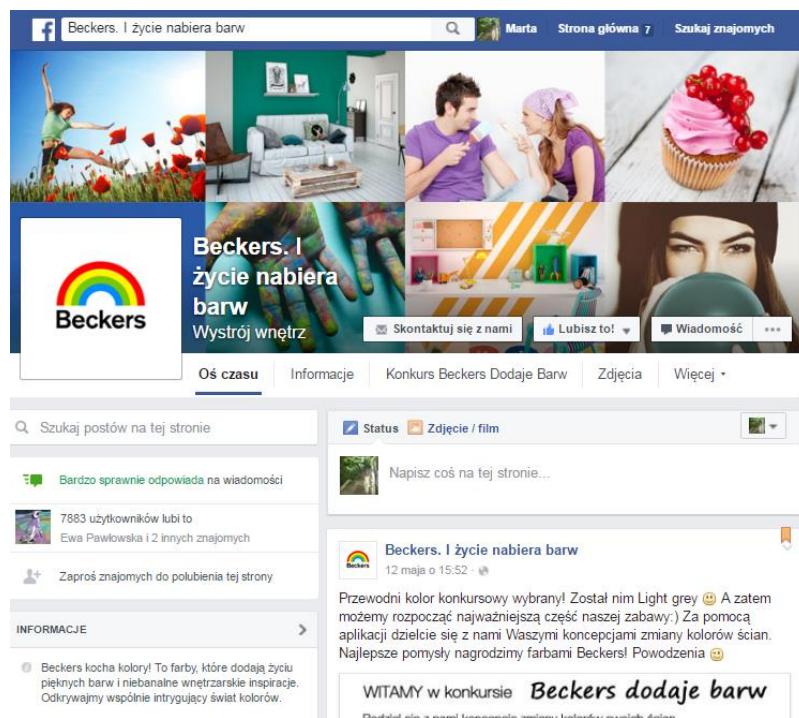 Beckers. I życie nabiera barw
Marta
Strona główna 7
Szukaj znajomych
Beckers
Beckers. I
życie nabiera
barw
Wystrój wnętrz
Skontaktuj się z nami
Lubisz to!
Wiadomość
Oś czasu
Informacje
Konkurs Beckers Dodaje Barw
Zdjęcia
Więcej
Szukaj postów na tej stronie
Bardzo sprawnie odpowiada na wiadomości
7883 użytkowników lubi to
Ewa Pawłowska i 2 innych znajomych
Zaproś znajomych do polubienia tej strony
INFORMACJE
Beckers kocha kolory! To farby, które dodają życiu
pięknych barw i niebanalne wnętrzarskie inspiracje.
Odkrywajmy wspólnie intrygujący świat kolorów.
Status
Zdjęcie / film
Napisz coś na tej stronie...
Beckers
Beckers. I życie nabiera barw
12 maja o 15:52
Przewodni kolor konkursowy wybrany! Został nim Light grey A zatem
możemy rozpocząć najważniejszą część naszej zabawy:) Za pomocą
aplikacji dzielcie się z nami Waszymi koncepcjami zmiany kolorów ścian.
Najlepsze pomysły nagrodzimy farbami Beckers! Powodzenia
WITAMY w konkursie Beckers dodaje barw